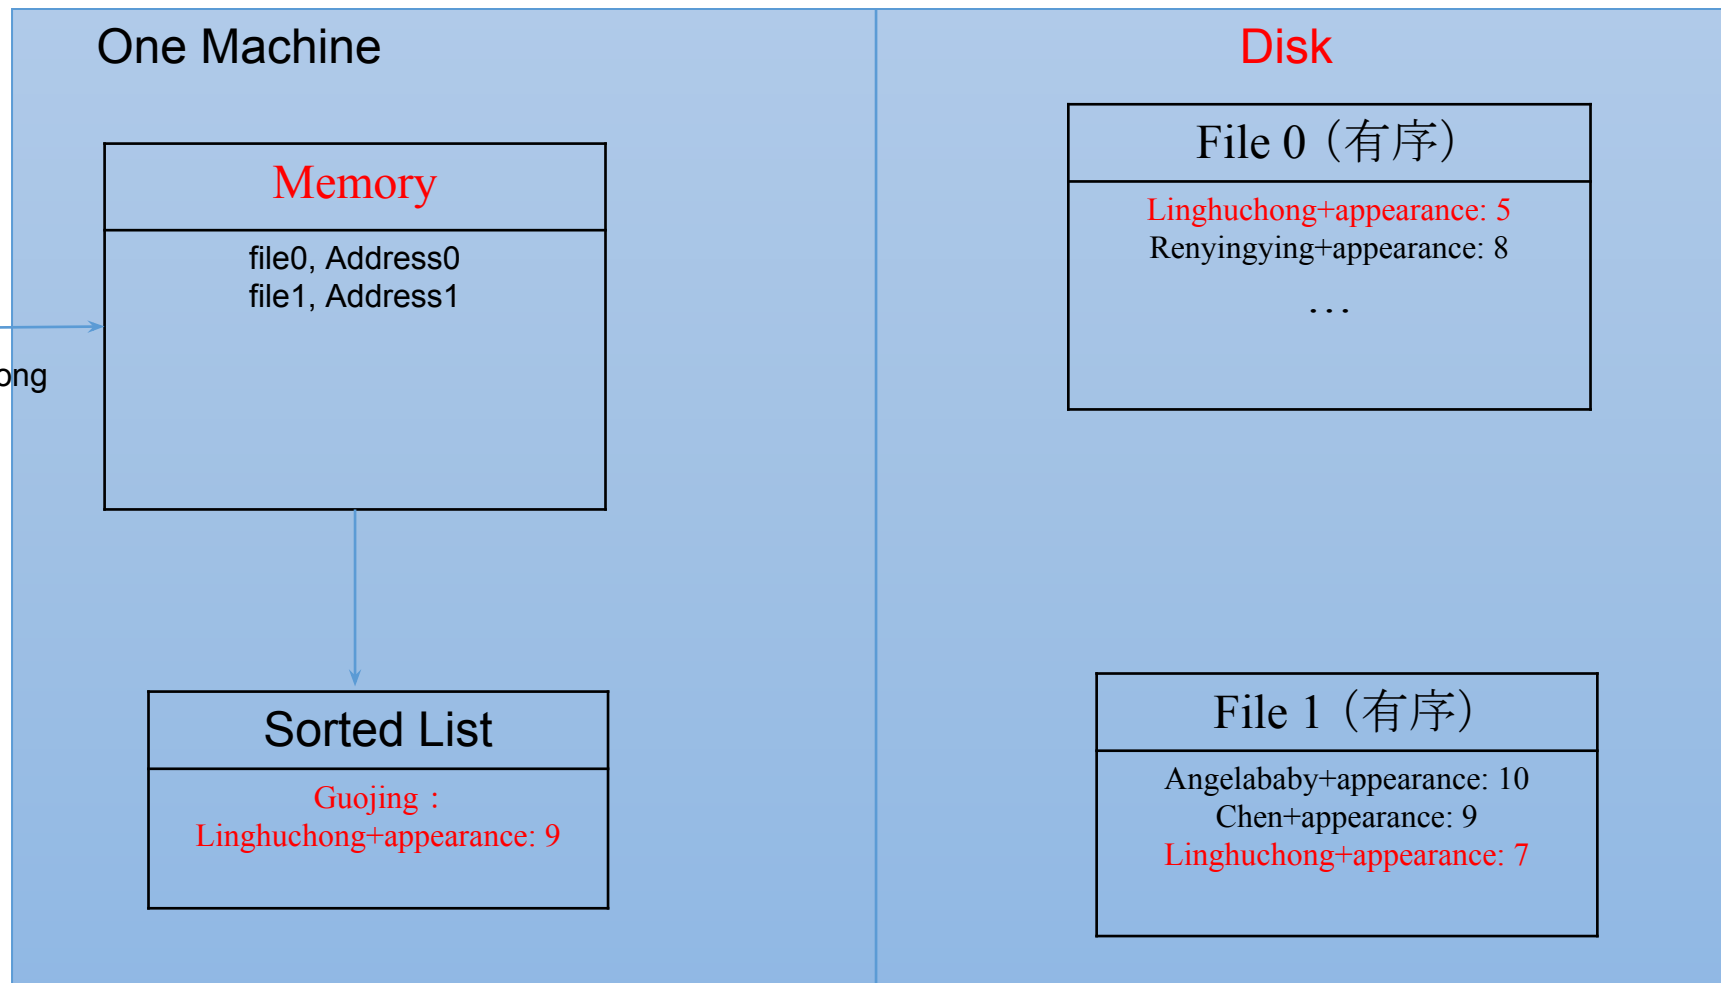 One Machine
Disk
Memory
file0, Address0
file1, Address1
ong
File 0（有序）
Linghuchong+appearance: 5
Renyingying+appearance: 8
…
Sorted List
Guojing：
Linghuchong+appearance: 9
File 1（有序）
Angelababy+appearance: 10
Chen+appearance: 9
Linghuchong+appearance: 7